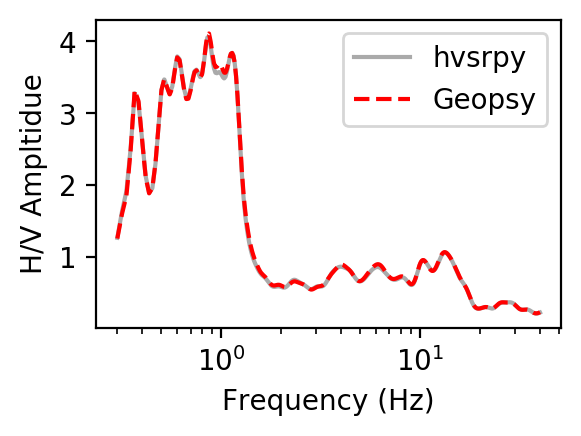 hvsrpy
Geopsy
H/V Ampltidue
4
3
2
1
10⁰ 10¹
Frequency (Hz)